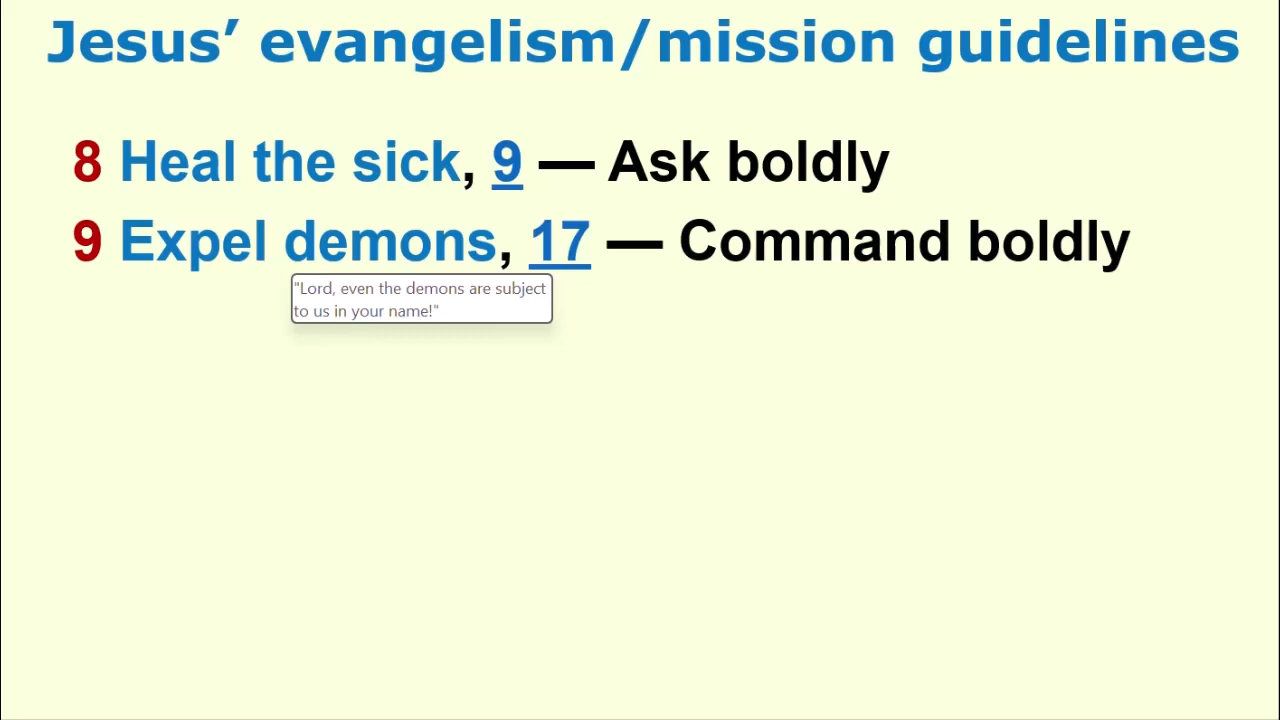 Jesus’ evangelism/mission guidelines
8 Heal the sick, 9 — Ask boldly
9 Expel demons, 17 — Command boldly
"Lord, even the demons are subject
to us in your name!"